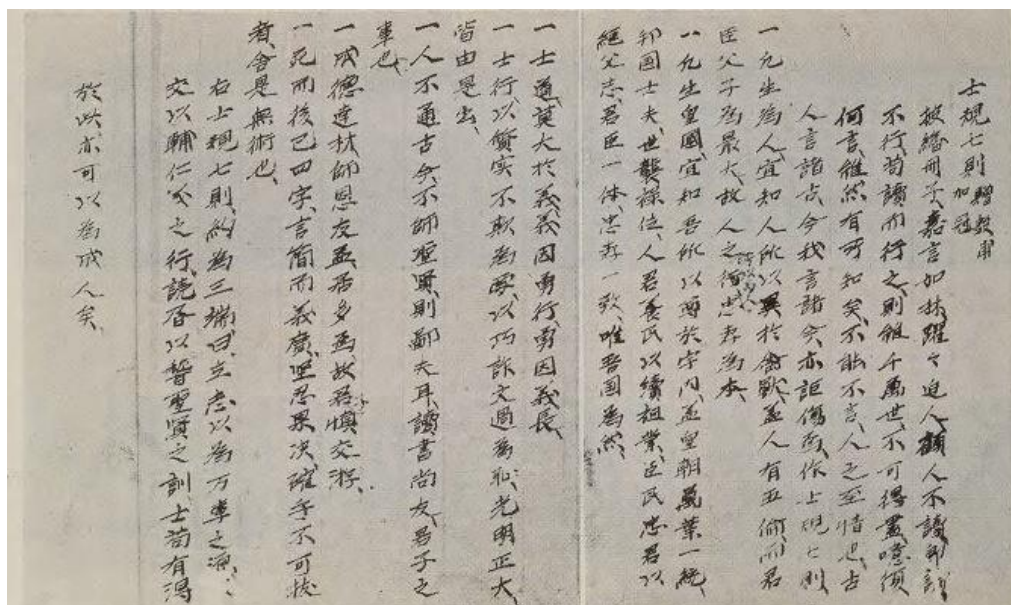 士規七則
加冠
披繙冊子、嘉言如林、躍々迫人、顧人不讀、即讀
不行、苟讀而行之、則雖千萬世、不可得盡、噫復
何言、雖然有所知矣、不能不言、人之至情也、古
人言諸古、今我言諸今、亦詎傷焉、作士規七則
一凡生為人、宜知人所以異於禽獸、蓋人有五倫、而君
臣父子為最大、故人之所以為人、忠孝為本、
一凡生皇國、宜知吾所以尊於宇内、蓋皇朝萬葉一統、
邦国士夫、世襲禄位、人君養民、以續祖業、臣民忠君、以
継父志、君臣一体、忠孝一致、唯吾国為然、
一士道莫大於義、義因勇行、勇因義長、
一士行以質実不欺為要、以巧詐文過為恥、光明正大、
皆由是出、
一人不通古今、不師聖賢、則鄙夫耳、讀書尚友、君子之
事也、
一成德達材、師恩友益居多焉、故君子慎交游、
一死而後已四字、言簡而義廣、堅忍果决、確乎不可拔
者、舍是無術也、
右士規七則、約為三端、曰立志以為万事之源、
交以輔仁義之行、読書以稽聖賢之訓、士苟有得
於此、亦可以為成人矣、